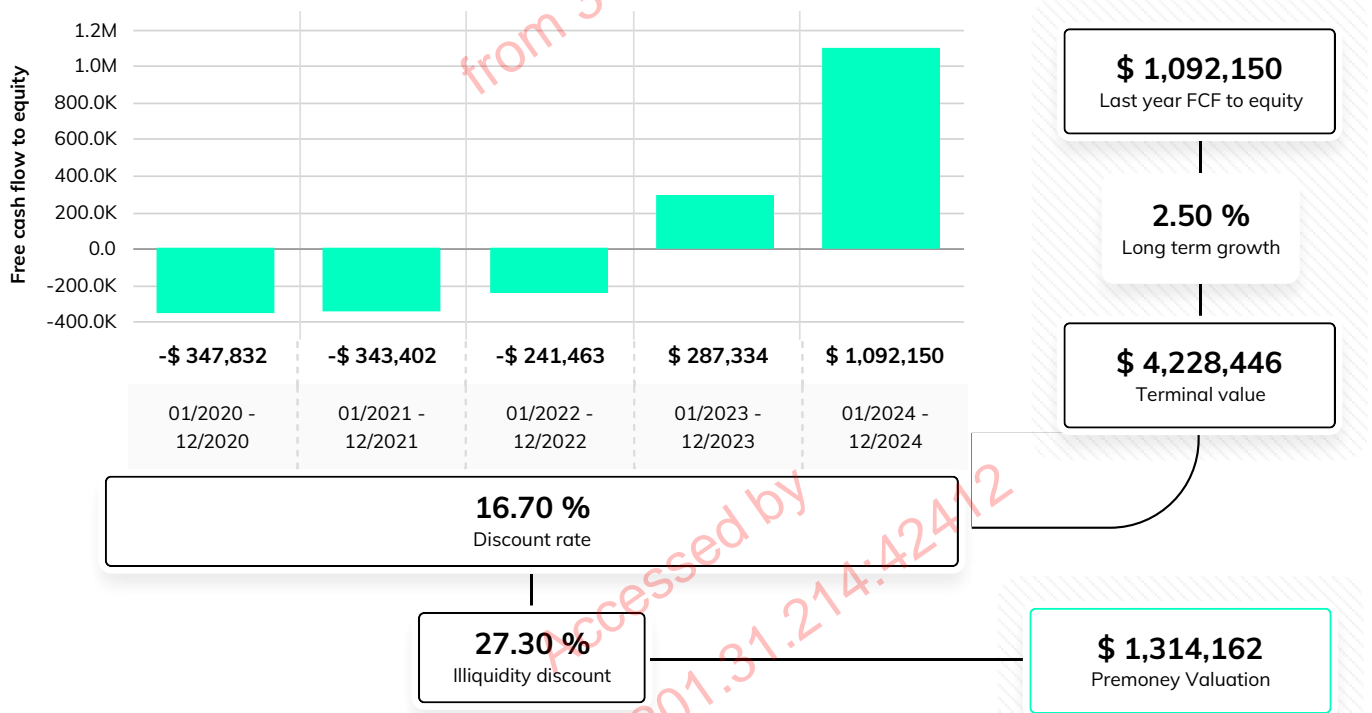 Free cash flow to equity
1.2M
1.0M
800.0K
600.0K
400.0K
200.0K
0.0
-200.0K
-400.0K
-$ 347,832
-$ 343,402
-$ 241,463
$ 287,334
$ 1,092,150
01/2020 -
12/2020
01/2021 -
12/2021
01/2022 -
12/2022
01/2023 -
12/2023
01/2024 -
12/2024
16.70 %
Discount rate
27.30 %
Illiquidity discount
$ 1,092,150
Last year FCF to equity
2.50 %
Long term growth
$ 4,228,446
Terminal value
$ 1,314,162
Premoney Valuation
Accessed by
from
201.31.214:42412